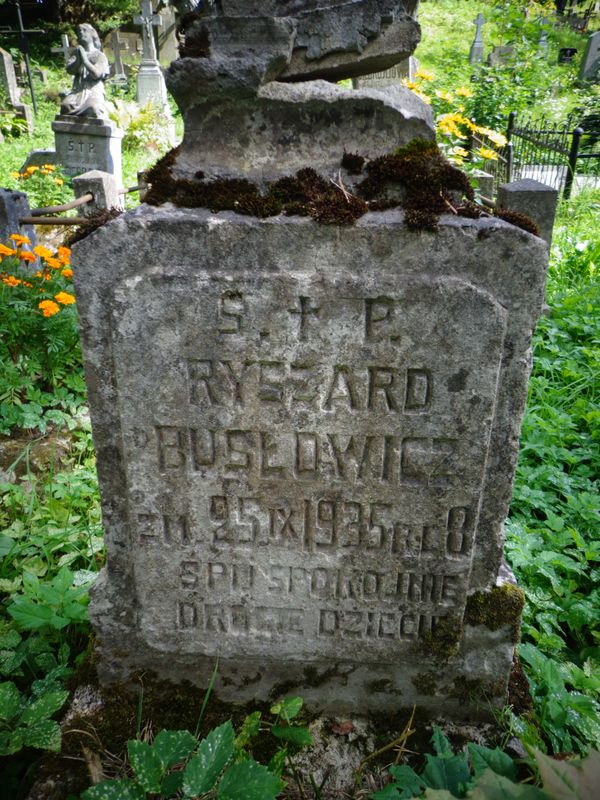 S. † P.
RYSZARD
BUSŁOWICZ
ZM. 25.IX 1935 R. L. 8
ŚPIJ SPOKOJNIE
DROGIE DZIECIĘ
S † P